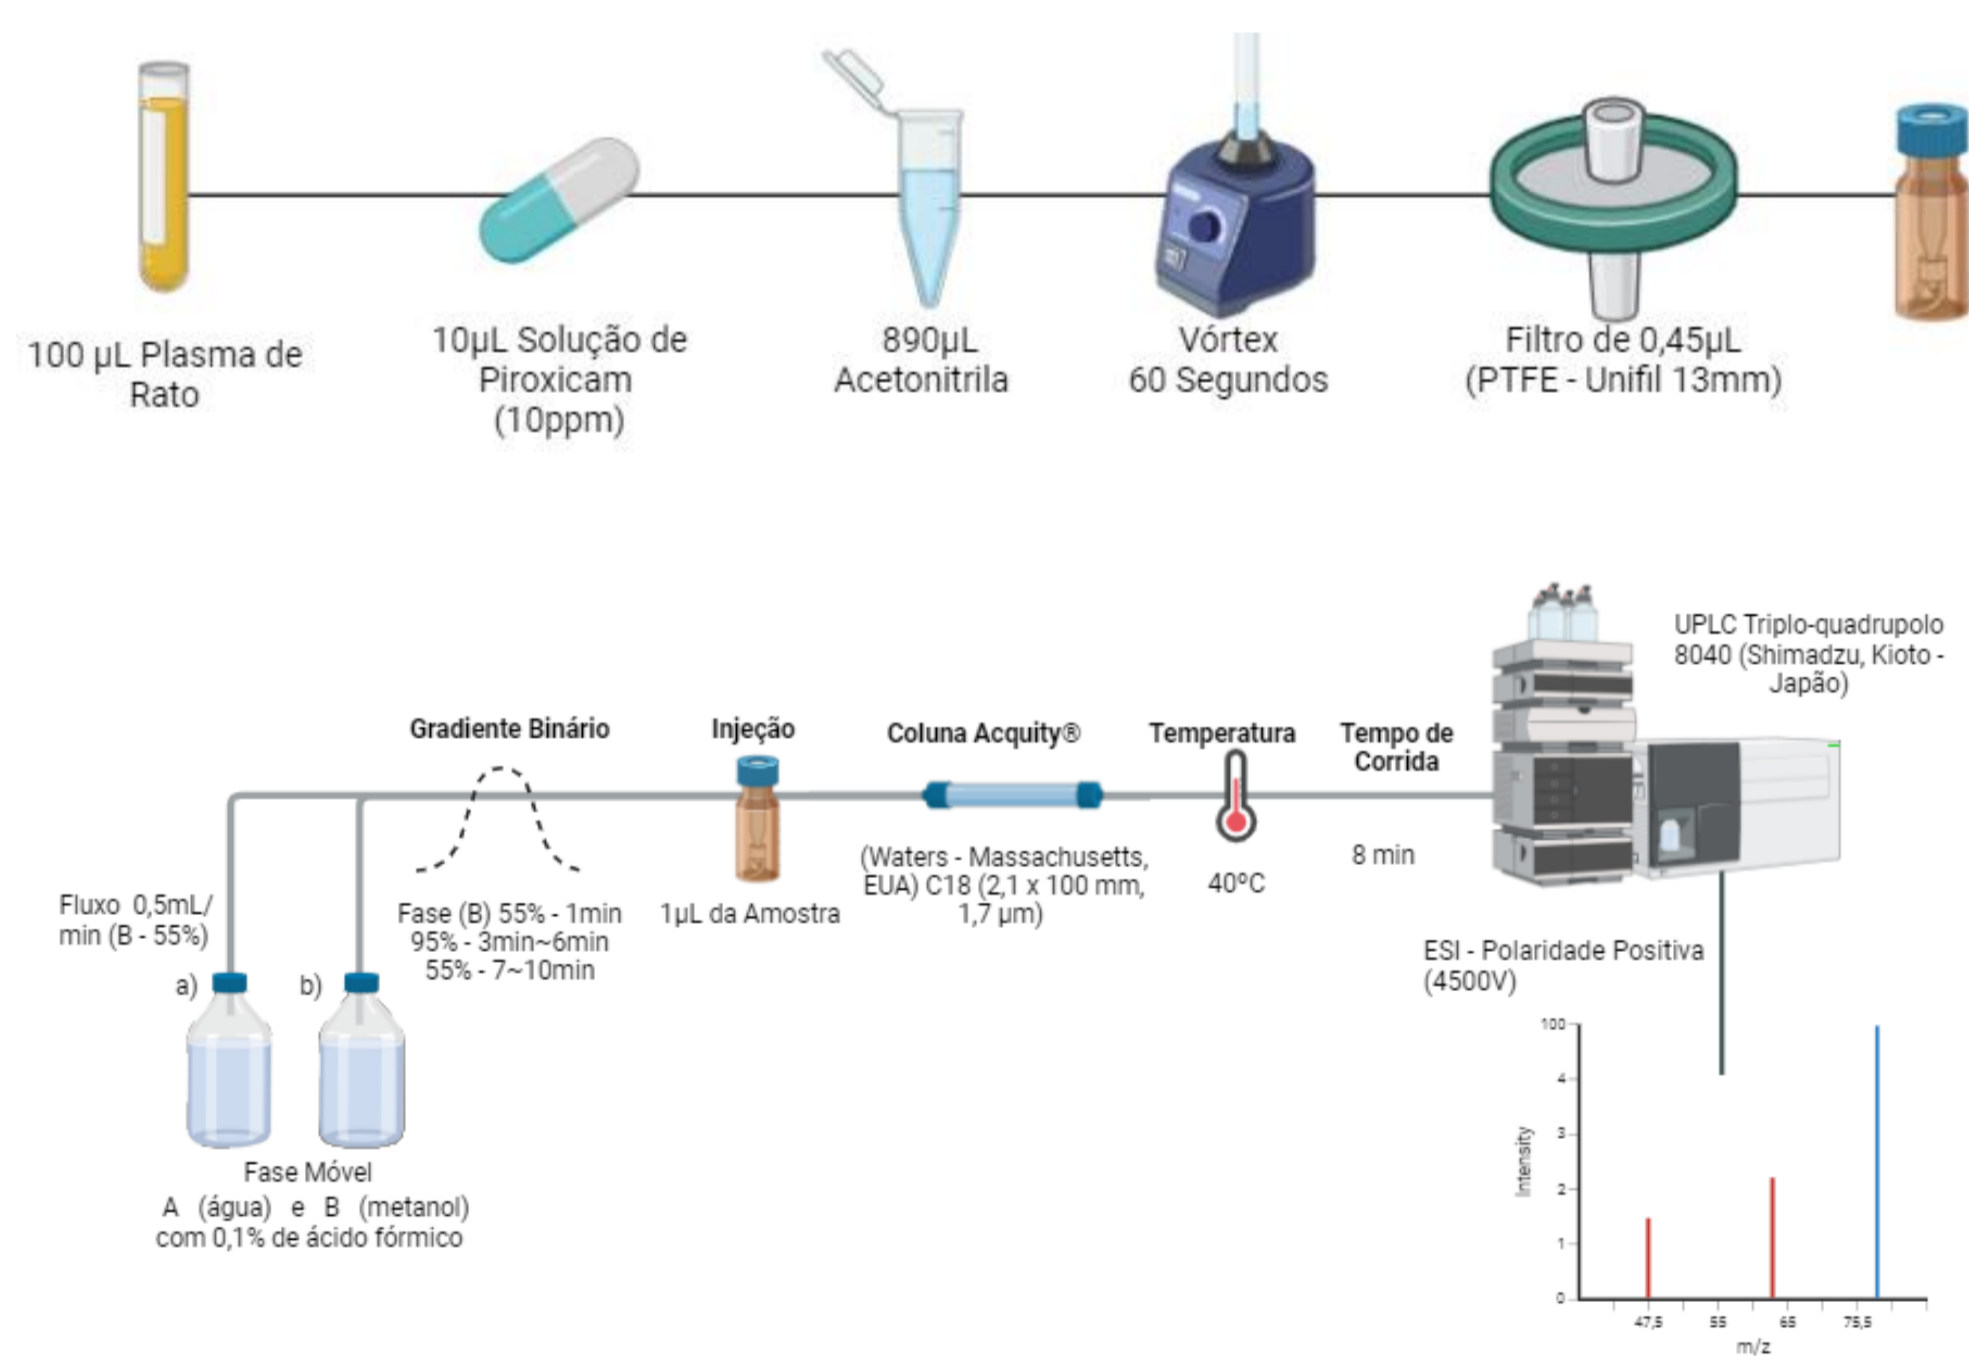 100 µL Plasma de
Rato
10µL Solução de
Piroxicam
(10ppm)
890µL
Acetonitrila
Vórtex
60 Segundos
Filtro de 0,45µL
(PTFE - Unifil 13mm)
UPLC Triplo-quadrupolo
8040 (Shimadzu, Kioto -
Japão)
Gradiente Binário
Injeção
Coluna Acquity®
Temperatura
Tempo de
Corrida
Fluxo 0,5mL/
min (B - 55%)
Fase (B) 55% - 1min
95% - 3min~6min
55% - 7~10min
1µL da Amostra
(Waters - Massachusetts,
EUA) C18 (2,1 x 100 mm,
1,7 µm)
40ºC
8 min
a)
b)
ESI - Polaridade Positiva
(4500V)
Fase Móvel
A (água) e B (metanol)
com 0,1% de ácido fórmico
100
4
3
2
1
0
Intensity
47,5
55
65
75,5
m/z